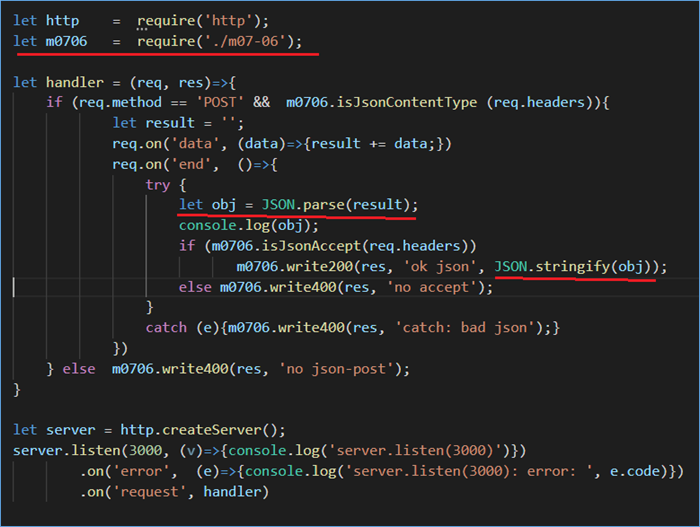 let http    =  require('http');
let m0706   =  require('./m07-06');
let handler = (req, res)=>{
    if (req.method == 'POST' &&  m0706.isJsonContentType (req.headers)){
            let result = '';
            req.on('data', (data)=>{result += data;})
            req.on('end',  ()=>{
                try {
                    let obj = JSON.parse(result);
                    console.log(obj);
                    if (m0706.isJsonAccept(req.headers))
                           m0706.write200(res, 'ok json', JSON.stringify(obj));
                    else m0706.write400(res, 'no accept');
                }
                catch (e){m0706.write400(res, 'catch: bad json');}
            })
    } else  m0706.write400(res, 'no json-post');
}
let server = http.createServer();
server.listen(3000, (v)=>{console.log('server.listen(3000)')})
        .on('error',  (e)=>{console.log('server.listen(3000): error: ', e.code)})
        .on('request', handler)